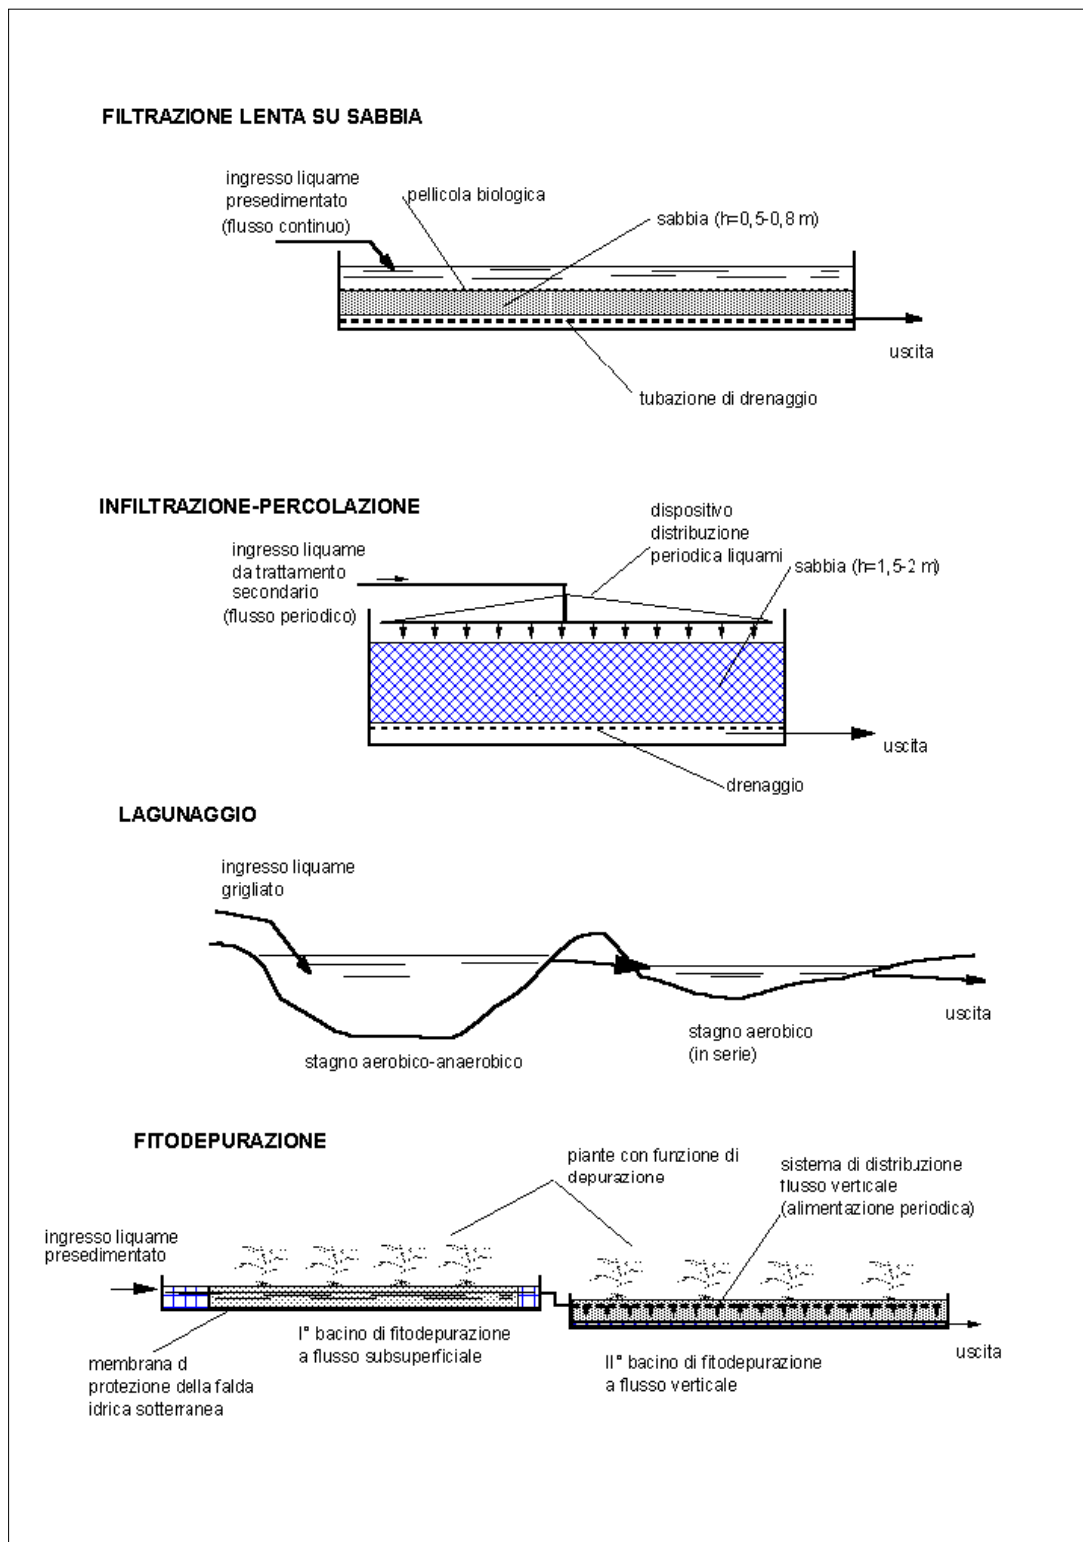 FILTRAZIONE LENTA SU SABBIA
ingresso liquame
presedimentato
(flusso continuo)
pellicola biologica
sabbia (h=0,5-0,8 m)
uscita
tubazione di drenaggio
INFILTRAZIONE-PERCOLAZIONE
ingresso liquame
da trattamento
secondario
(flusso periodico)
dispositivo
distribuzione
periodica liquami
sabbia (h=1,5-2 m)
uscita
drenaggio
LAGUNAGGIO
ingresso liquame
grigliato
stagno aerobico-anaerobico
stagno aerobico
(in serie)
uscita
FITODEPURAZIONE
piante con funzione di
depurazione
sistema di distribuzione
flusso verticale
(alimentazione periodica)
ingresso liquame
presedimentato
I° bacino di fitodepurazione
a flusso subsuperficiale
membrana d
protezione della falda
idrica sotterranea
II° bacino di fitodepurazione
a flusso verticale
uscita